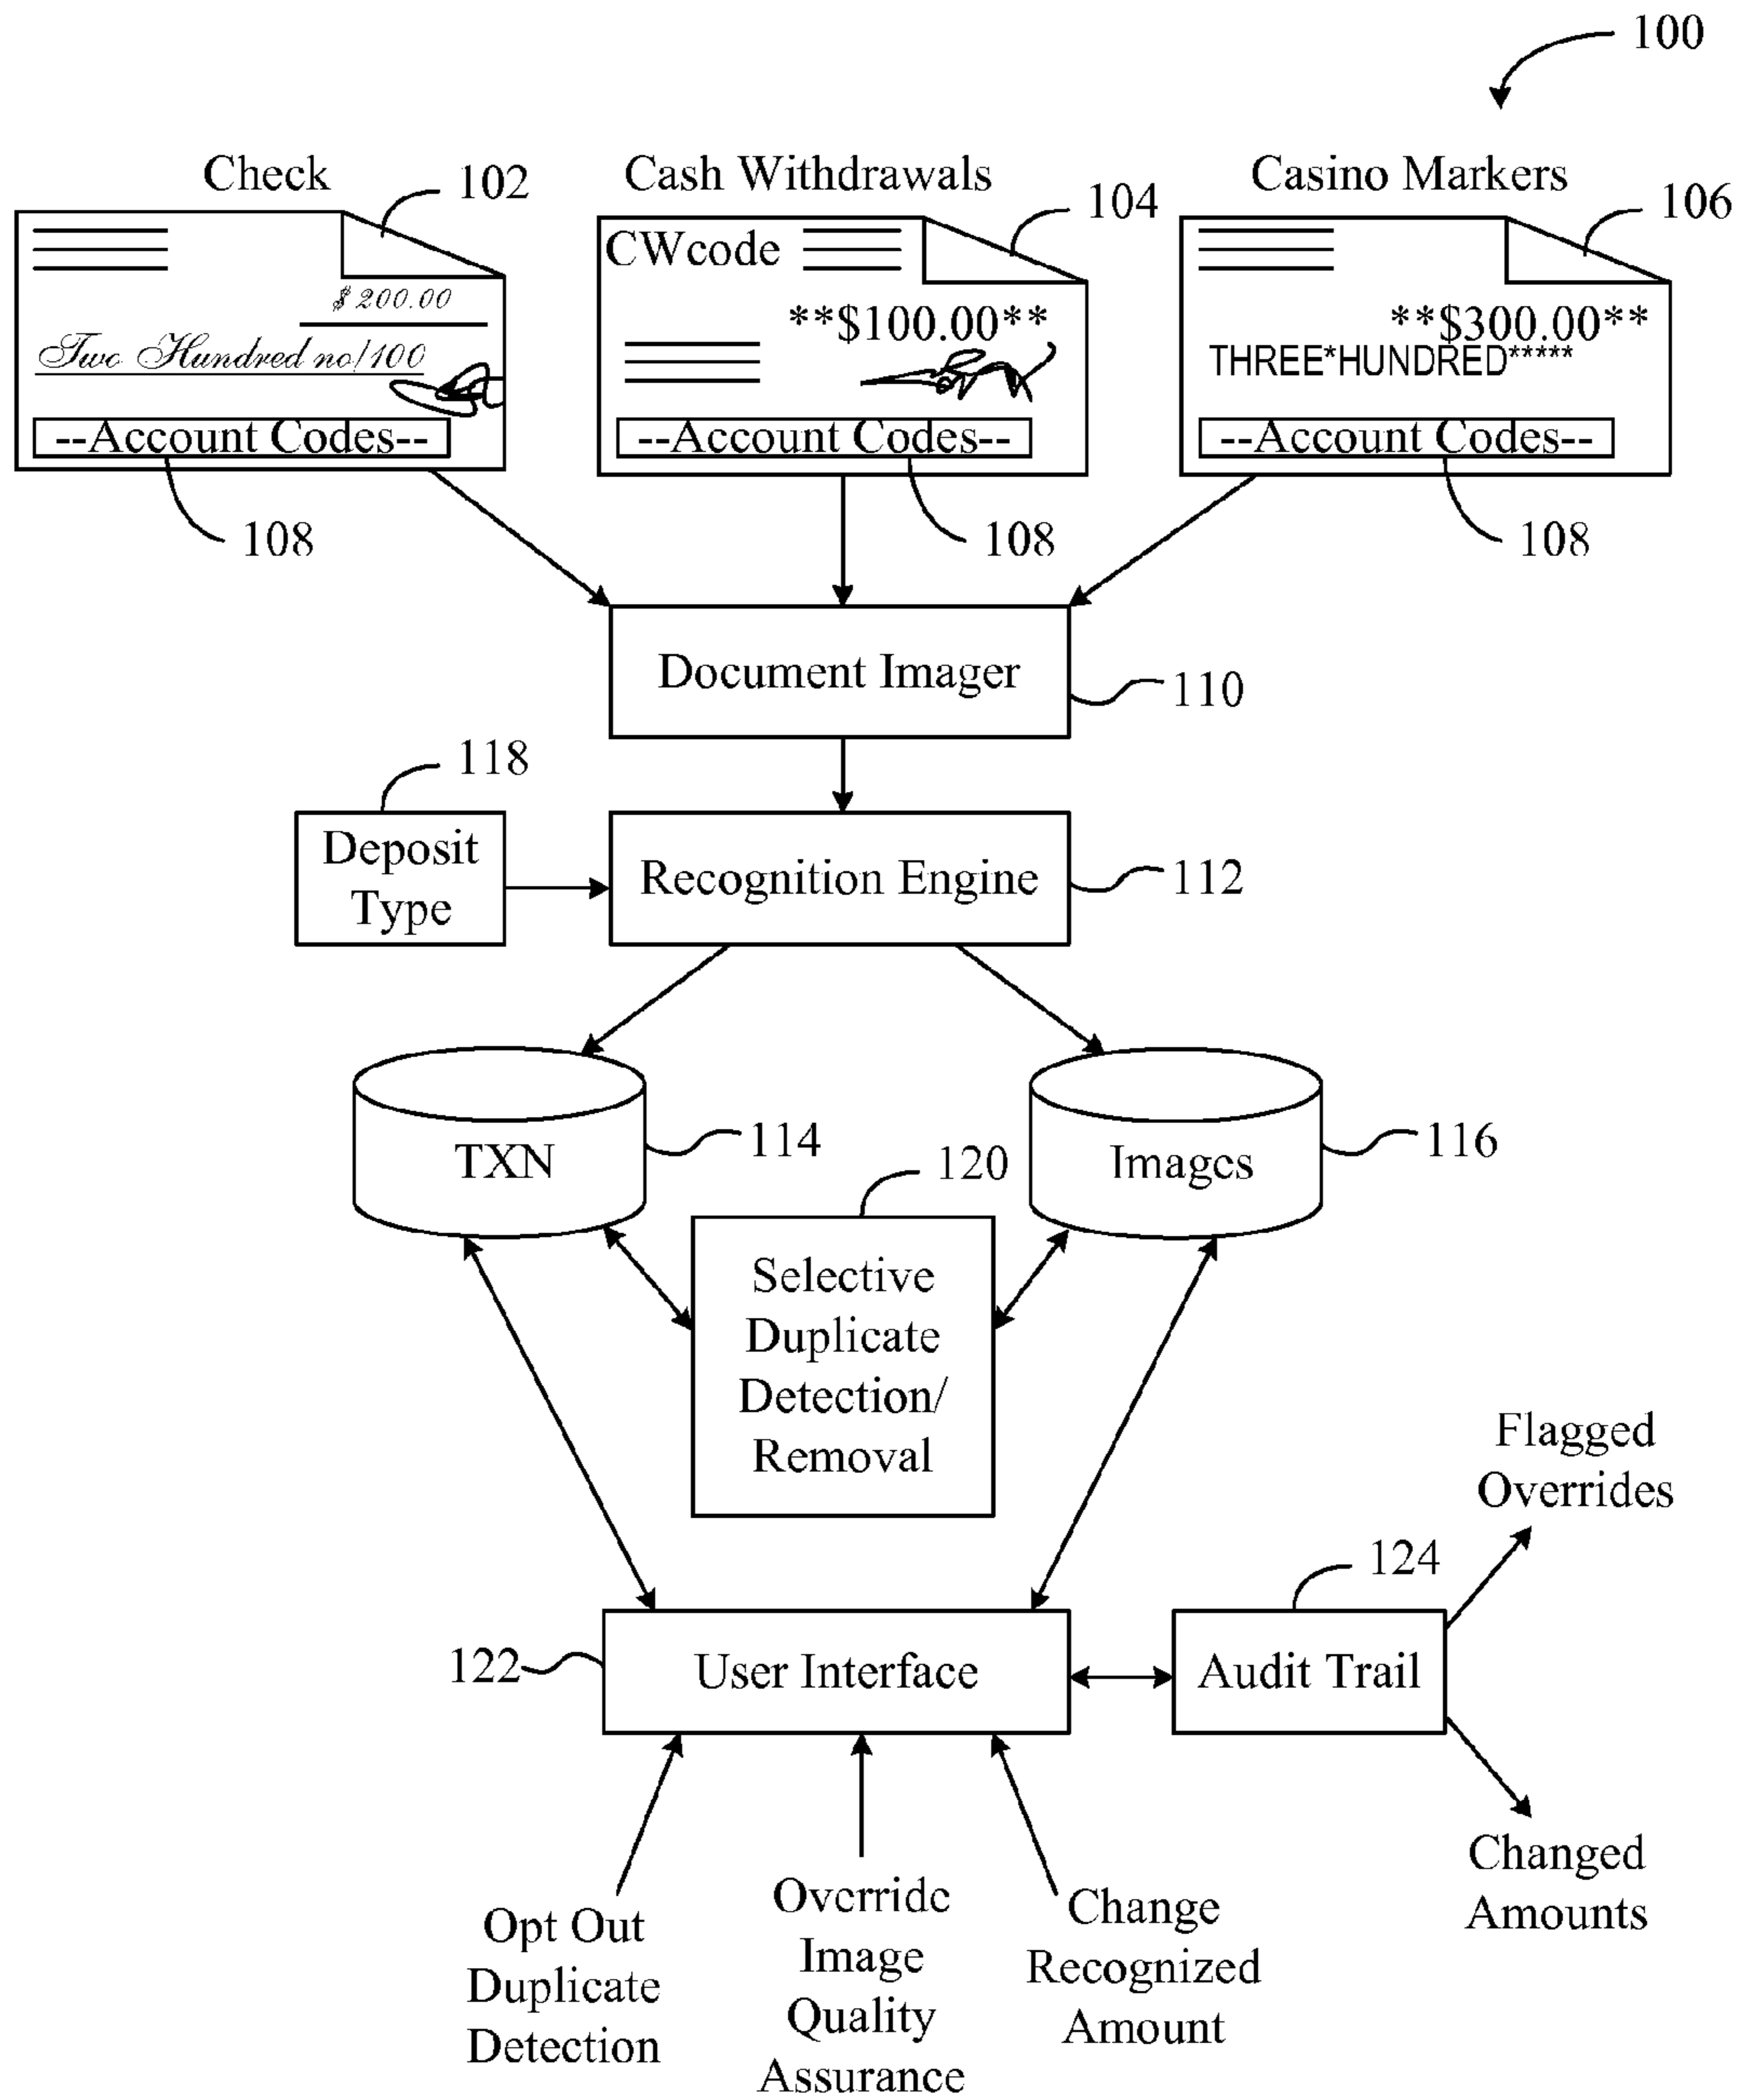 100
Check
Cash Withdrawals
Casino Markers
102
104
106
CWcode
$200.00
**$100.00**
**$300.00**
Two Hundred no/100
THREE*HUNDRED*****
--Account Codes--
--Account Codes--
--Account Codes--
108
108
108
Document Imager
110
118
Deposit
Type
Recognition Engine
112
TXN
114
Images
116
120
Selective
Duplicate
Detection/
Removal
Flagged
Overrides
124
122
User Interface
Audit Trail
Changed
Amounts
Opt Out
Duplicate
Detection
Override
Image
Quality
Assurance
Change
Recognized
Amount